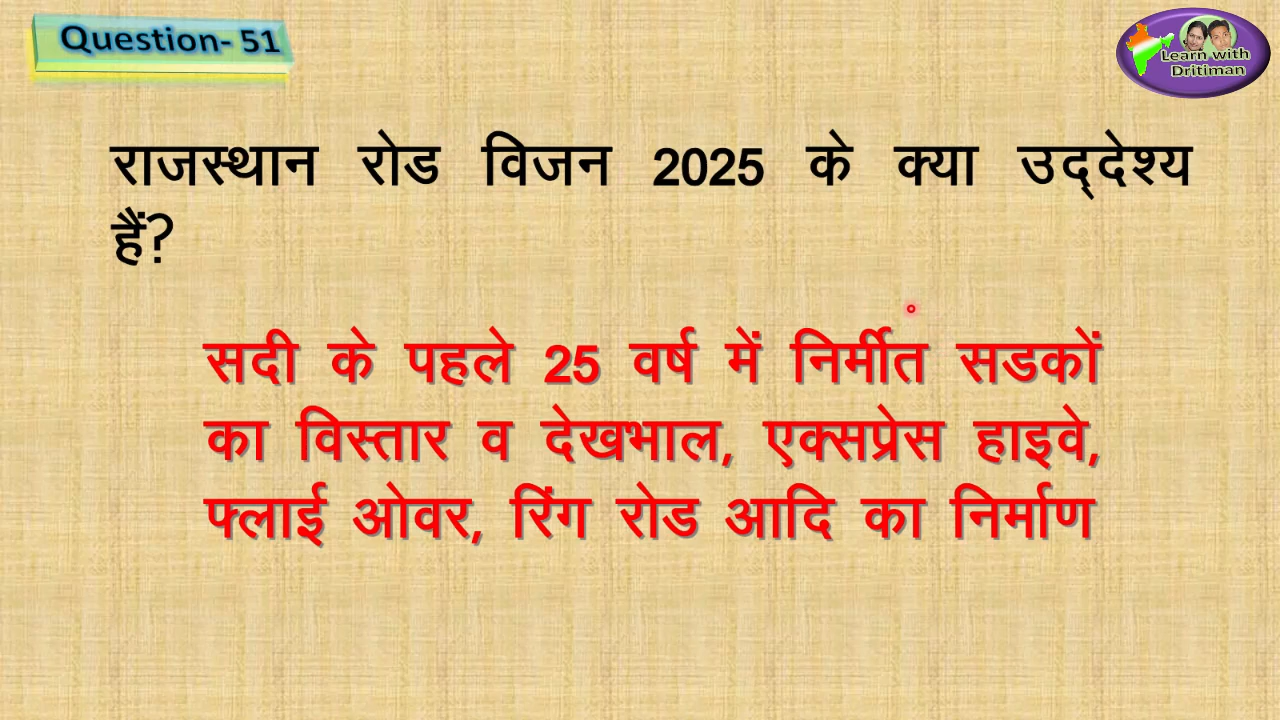 Question- 51
Learn with
Dritiman
राजस्थान रोड विजन 2025 के क्या उद्देश्य
हैं?
सदी के पहले 25 वर्ष में निर्मीत सडकों
का विस्तार व देखभाल, एक्सप्रेस हाइवे,
फ्लाई ओवर, रिंग रोड आदि का निर्माण